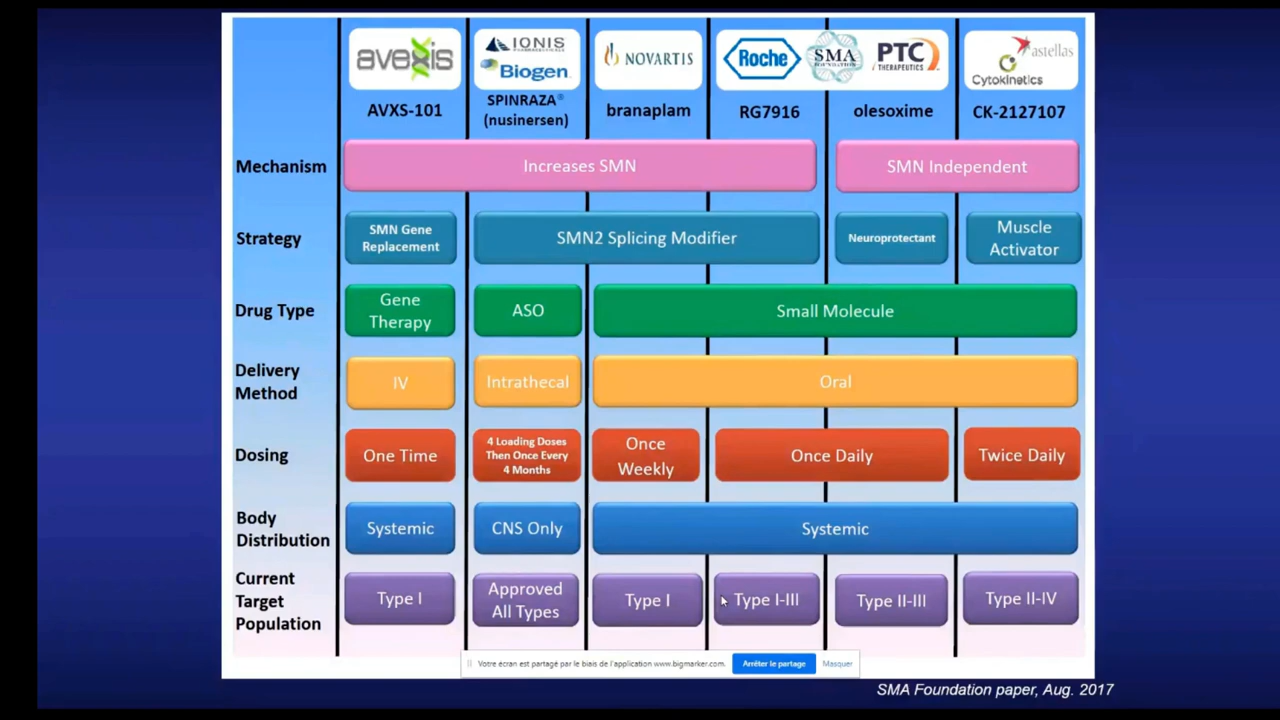 avexis
IONIS
PHARMACEUTICALS
Biogen
NOVARTIS
Roche
SMA
FOUNDATION
PTC
THERAPEUTICS
astellas
Cytokinetics
AVXS-101
SPINRAZA®
(nusinersen)
branaplam
RG7916
olesoxime
CK-2127107
Mechanism
Increases SMN
SMN Independent
Strategy
SMN Gene
Replacement
SMN2 Splicing Modifier
Neuroprotectant
Muscle
Activator
Drug Type
Gene
Therapy
ASO
Small Molecule
Delivery
Method
IV
Intrathecal
Oral
Dosing
One Time
4 Loading Doses
Then Once Every
4 Months
Once
Weekly
Once Daily
Twice Daily
Body
Distribution
Systemic
CNS Only
Systemic
Current
Target
Population
Type I
Approved
All Types
Type I
Type I-III
Type II-III
Type II-IV
Votre écran est partagé par le biais de l'application www.bigmarker.com.
Arrêter le partage
Masquer
SMA Foundation paper, Aug. 2017